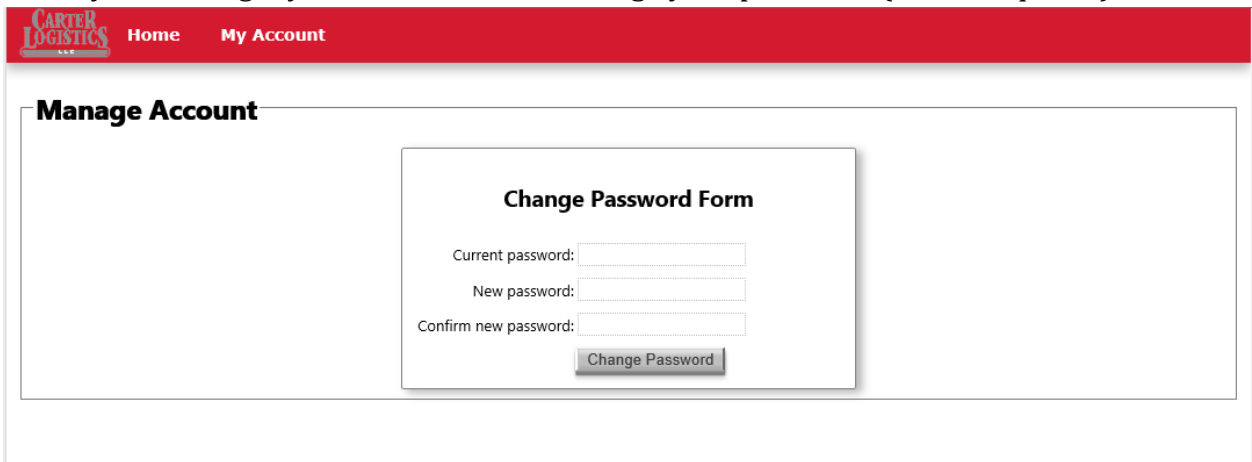 CARTER
LOGISTICS
LLC
Home My Account
Manage Account
Change Password Form
Current password:
New password:
Confirm new password:
Change Password